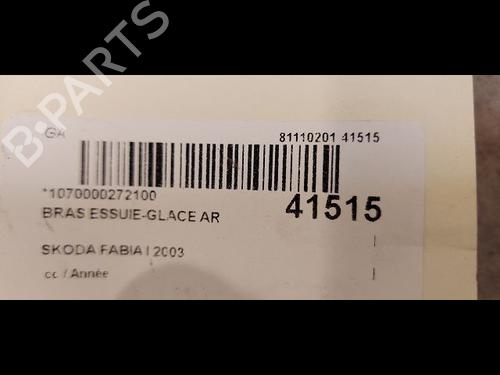 GA
81110201 41515
*1070000272100
BRAS ESSUIE-GLACE AR
41515
SKODA FABIA I 2003
cc / Année
B-PARTS